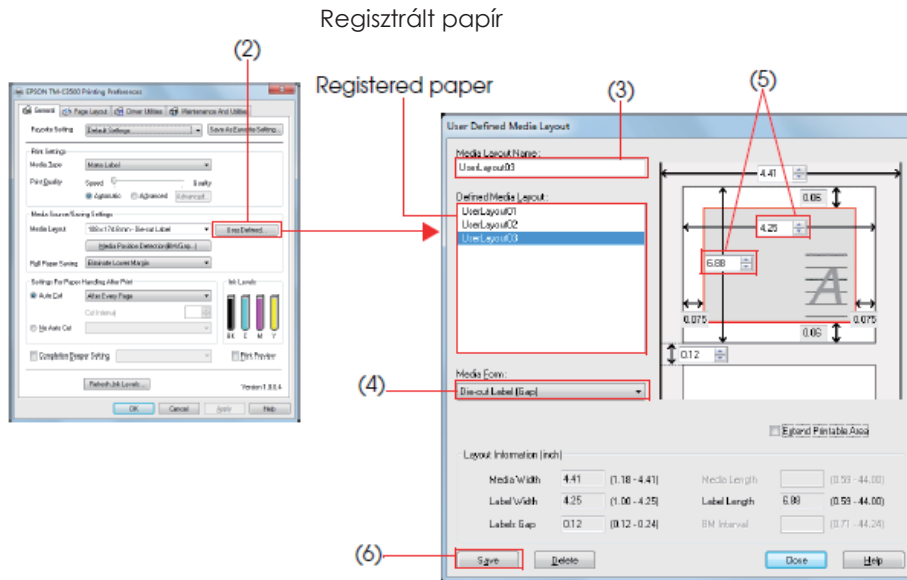 Regisztrált papír
(2)
Registered paper
(3)
(5)
EPSON TM-C3500 Printing Preferences
General
Page Layout
Driver Utilities
Maintenance And Utilities
Favorite Setting
Default Settings
Save As Favorite Setting...
Print Settings
Media Type
Matte Label
Print Quality
Speed
Quality
Automatic
Advanced
Advanced...
Media Source/Saving Settings
Media Layout
108 x 174.8mm - Die-cut Label
User Defined...
Media Position Detection(BM/Gap...)
Roll Paper Saving
Eliminate Lower Margin
Settings For Paper Handling After Print
Auto Cut
After Every Page
Cut Interval
No Auto Cut
Ink Levels
BK C M Y
Completion Beeper Setting
Print Preview
Refresh Ink Levels...
OK
Cancel
Apply
Help
User Defined Media Layout
Media Layout Name :
UserLayout03
Defined Media Layout :
UserLayout01
UserLayout02
UserLayout03
4.41
0.06
4.25
6.88
A
0.075
0.075
0.06
0.12
(4)
Media Form :
Die-cut Label (Gap)
Extend Printable Area
Layout Information (inch)
Media Width 4.41 (1.18 - 4.41)
Media Length (0.59 - 44.00)
Label Width 4.25 (1.00 - 4.25)
Label Length 6.88 (0.59 - 44.00)
Labels Gap 0.12 (0.12 - 0.24)
BM Interval (0.71 - 44.24)
(6)
Save
Delete
Close
Help